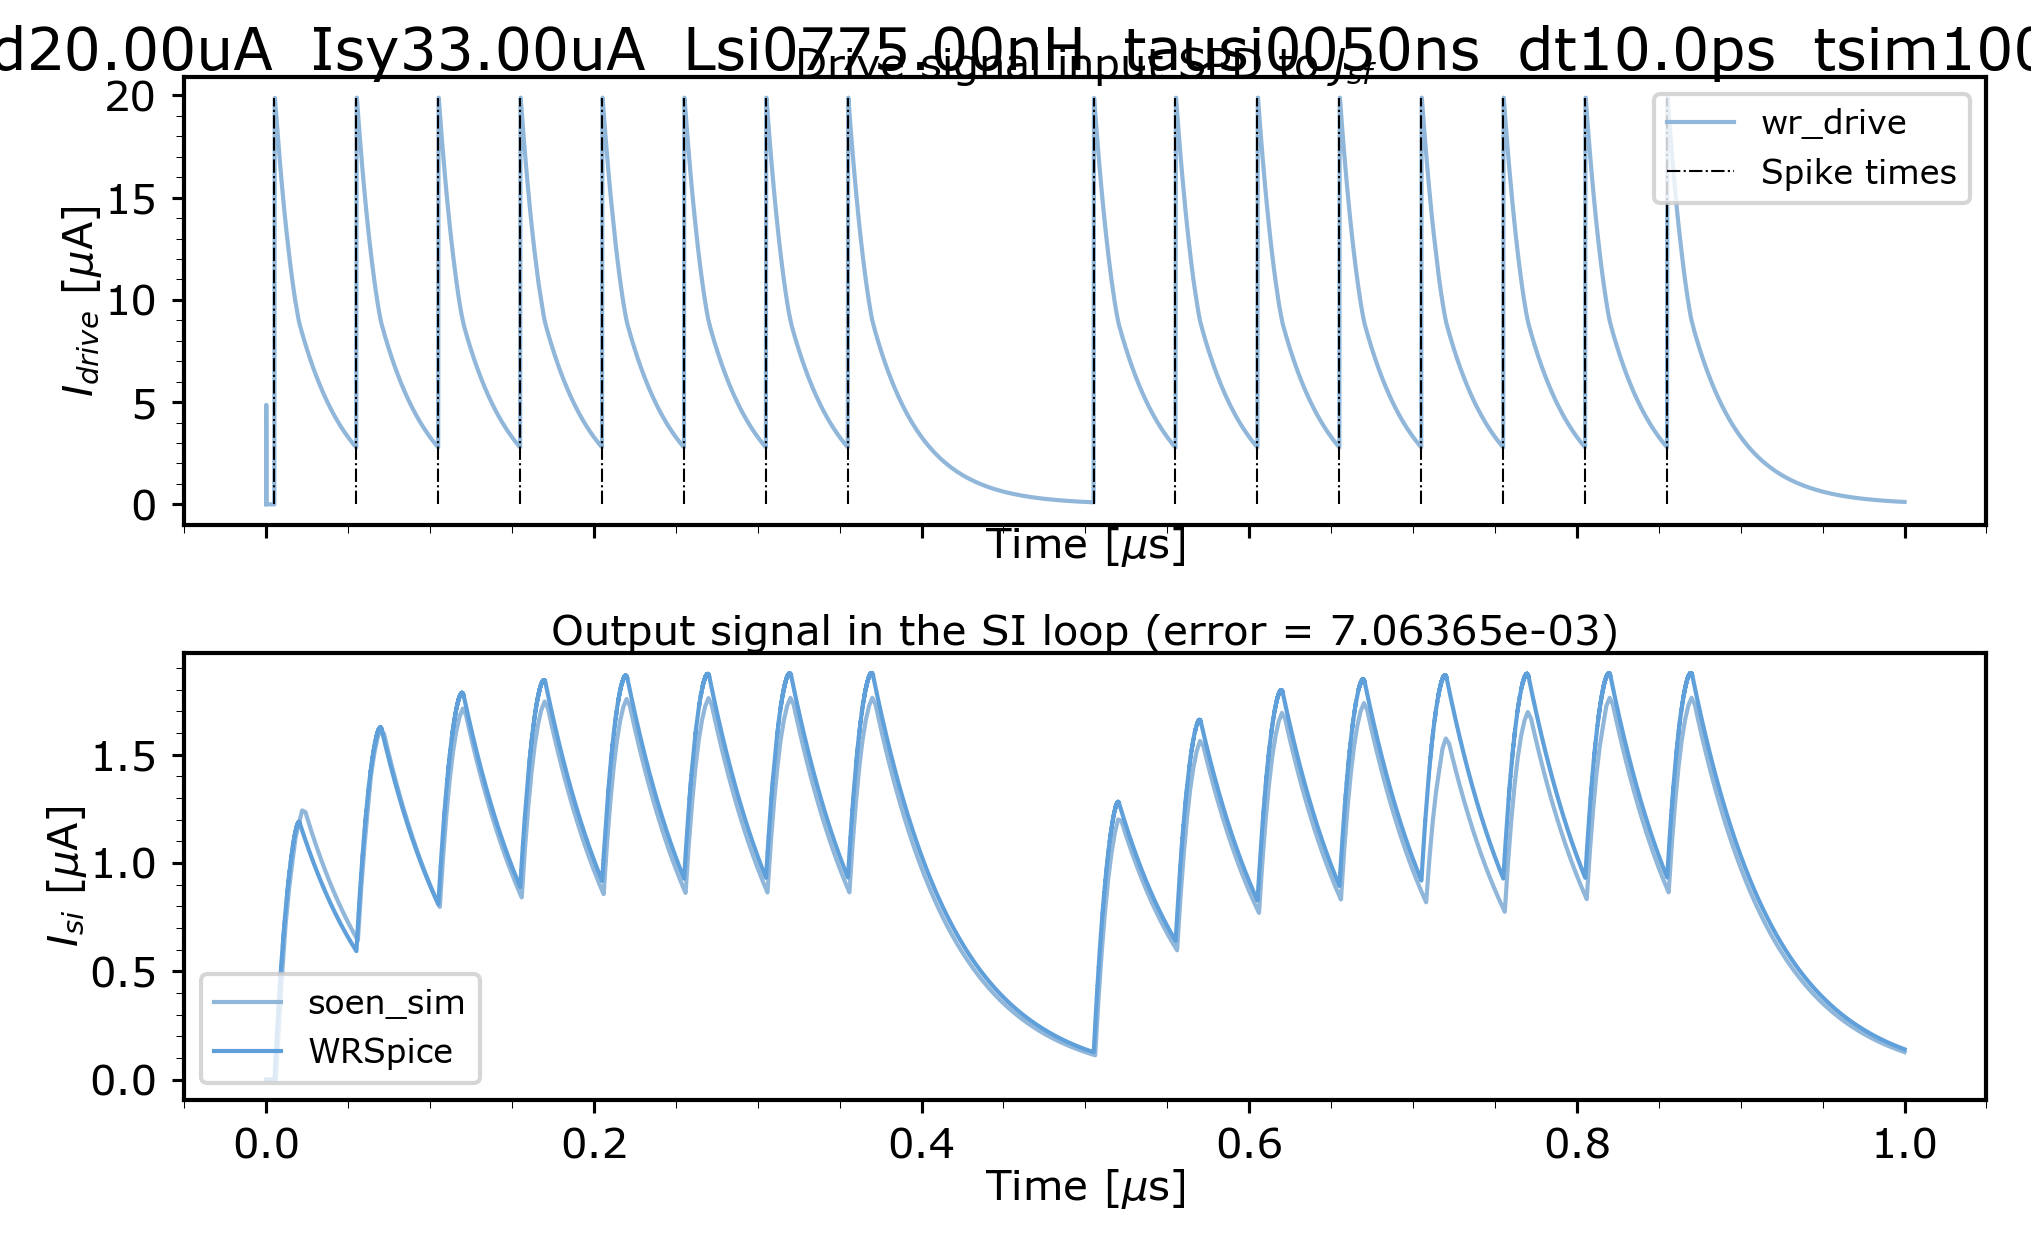 d20.00uA Isy33.00uA Lsi0775.00nH tausi0050ns dt10.0ps tsim100
Drive signal input SPD to J_sf
20
15
10
5
0
I_drive [μA]
wr_drive
Spike times
Time [μs]
Output signal in the SI loop (error = 7.06365e-03)
1.5
1.0
0.5
0.0
I_si [μA]
soen_sim
WRSpice
0.0 0.2 0.4 0.6 0.8 1.0
Time [μs]